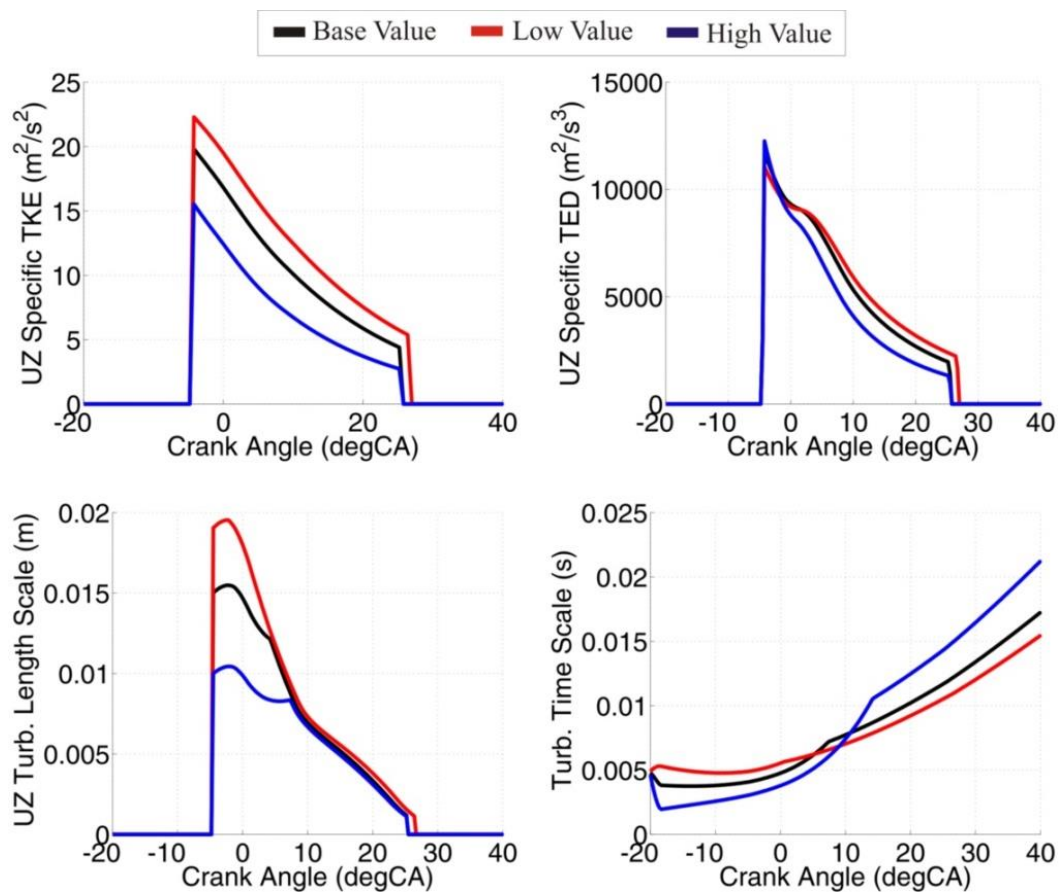 Base Value Low Value High Value
25
20
15
10
5
0
-20 0 20 40
Crank Angle (degCA)
UZ Specific TKE (m²/s²)
15000
10000
5000
0
-20 -10 0 10 20 30 40
Crank Angle (degCA)
UZ Specific TED (m²/s³)
0.02
0.015
0.01
0.005
0
-20 -10 0 10 20 30 40
Crank Angle (degCA)
UZ Turb. Length Scale (m)
0.025
0.02
0.015
0.01
0.005
0
-20 -10 0 10 20 30 40
Crank Angle (degCA)
Turb. Time Scale (s)